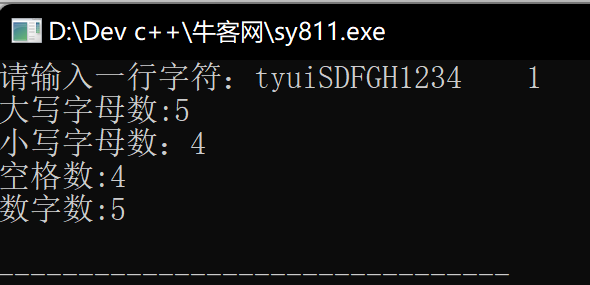 D:\Dev c++\牛客网\sy811.exe
请输入一行字符：tyuiSDFGH1234    1
大写字母数:5
小写字母数：4
空格数:4
数字数:5
--------------------------------